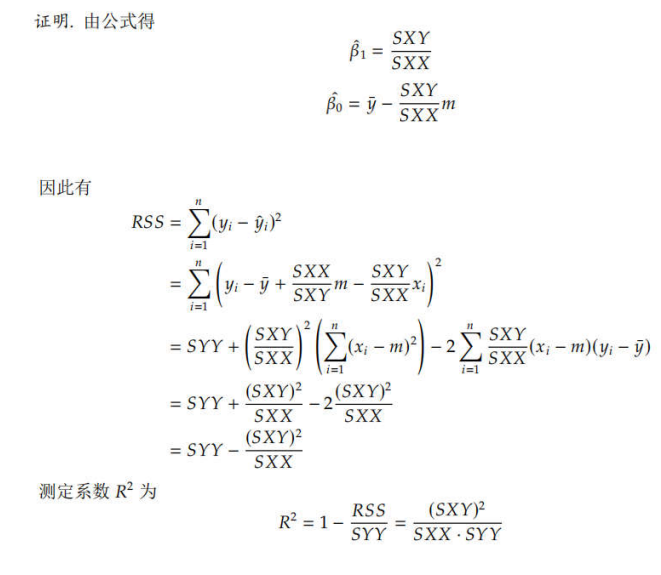 证明. 由公式得
\hat{β}_1 = \frac{SXY}{SXX}
\hat{β_0} = \bar{y} − \frac{SXY}{SXX}m
因此有
RSS = \sum_{i=1}^{n}(y_i − \hat{y}_i)^2
= \sum_{i=1}^{n}\left(y_i − \bar{y} + \frac{SXX}{SXY}m − \frac{SXY}{SXX}x_i\right)^2
= SYY + \left(\frac{SXY}{SXX}\right)^2\left(\sum_{i=1}^{n}(x_i − m)^2\right) − 2\sum_{i=1}^{n}\frac{SXY}{SXX}(x_i − m)(y_i − \bar{y})
= SYY + \frac{(SXY)^2}{SXX} − 2\frac{(SXY)^2}{SXX}
= SYY − \frac{(SXY)^2}{SXX}
测定系数 R^2 为
R^2 = 1 − \frac{RSS}{SYY} = \frac{(SXY)^2}{SXX · SYY}